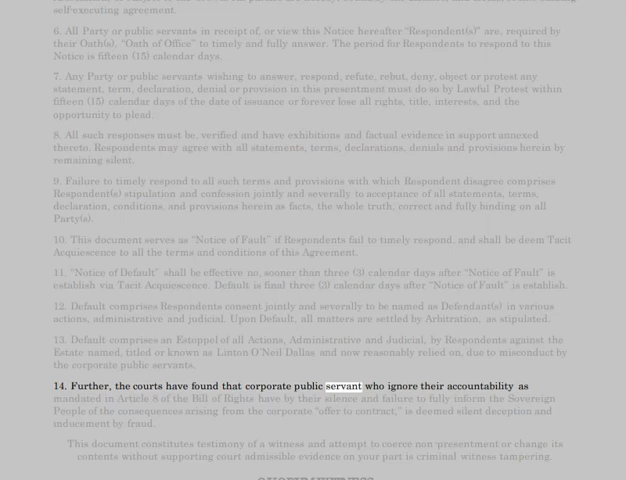 self-executing agreement.
6. All Party or public servants in receipt of, or view this Notice hereafter “Respondent(s)” are, required by
their Oath(s), “Oath of Office” to timely and fully answer. The period for Respondents to respond to this
Notice is fifteen (15) calendar days.
7. Any Party or public servants wishing to answer, respond, refute, rebut, deny, object or protest any
statement, term, declaration, denial or provision in this presentment must do so by Lawful Protest within
fifteen (15) calendar days of the date of issuance or forever lose all rights, title, interests, and the
opportunity to plead.
8. All such responses must be, verified and have exhibitions and factual evidence in support annexed
thereto. Respondents may agree with all statements, terms, declarations, denials and provisions herein by
remaining silent.
9. Failure to timely respond to all such terms and provisions with which Respondent disagree comprises
Respondent(s) stipulation and confession jointly and severally to acceptance of all statements, terms,
declaration, conditions, and provisions herein as facts, the whole truth, correct and fully binding on all
Party(s).
10. This document serves as “Notice of Fault” if Respondents fail to timely respond, and shall be deem Tacit
Acquiescence to all the terms and conditions of this Agreement.
11. “Notice of Default” shall be effective no, sooner than three (3) calendar days after “Notice of Fault” is
establish via Tacit Acquiescence. Default is final three (3) calendar days after “Notice of Fault” is establish.
12. Default comprises Respondents consent jointly and severally to be named as Defendant(s) in various
actions, administrative and judicial. Upon Default, all matters are settled by Arbitration, as stipulated.
13. Default comprises an Estoppel of all Actions, Administrative and Judicial, by Respondents against the
Estate named, titled or known as Linton O’Neil Dallas and now reasonably relied on, due to misconduct by
the corporate public servants.
14. Further, the courts have found that corporate public servant who ignore their accountability as
mandated in Article 8 of the Bill of Rights have by their silence and failure to fully inform the Sovereign
People of the consequences arising from the corporate “offer to contract,” is deemed silent deception and
inducement by fraud.
This document constitutes testimony of a witness and attempt to coerce non-presentment or change its
contents without supporting court admissible evidence on your part is criminal witness tampering.